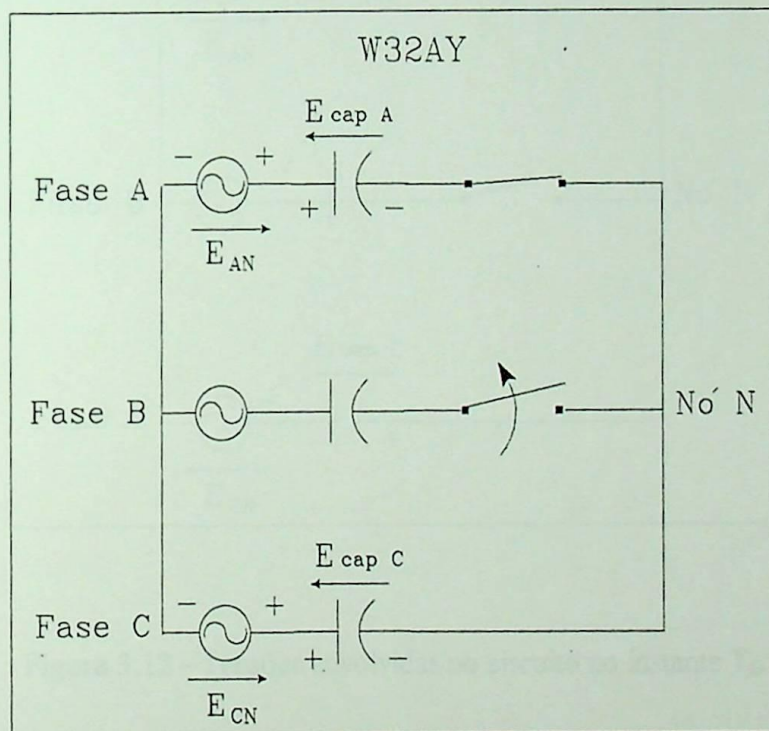 W32AY
E cap A
- +
Fase A
+ -
E AN
Fase B
No´ N
E cap C
- +
Fase C
+ -
E CN